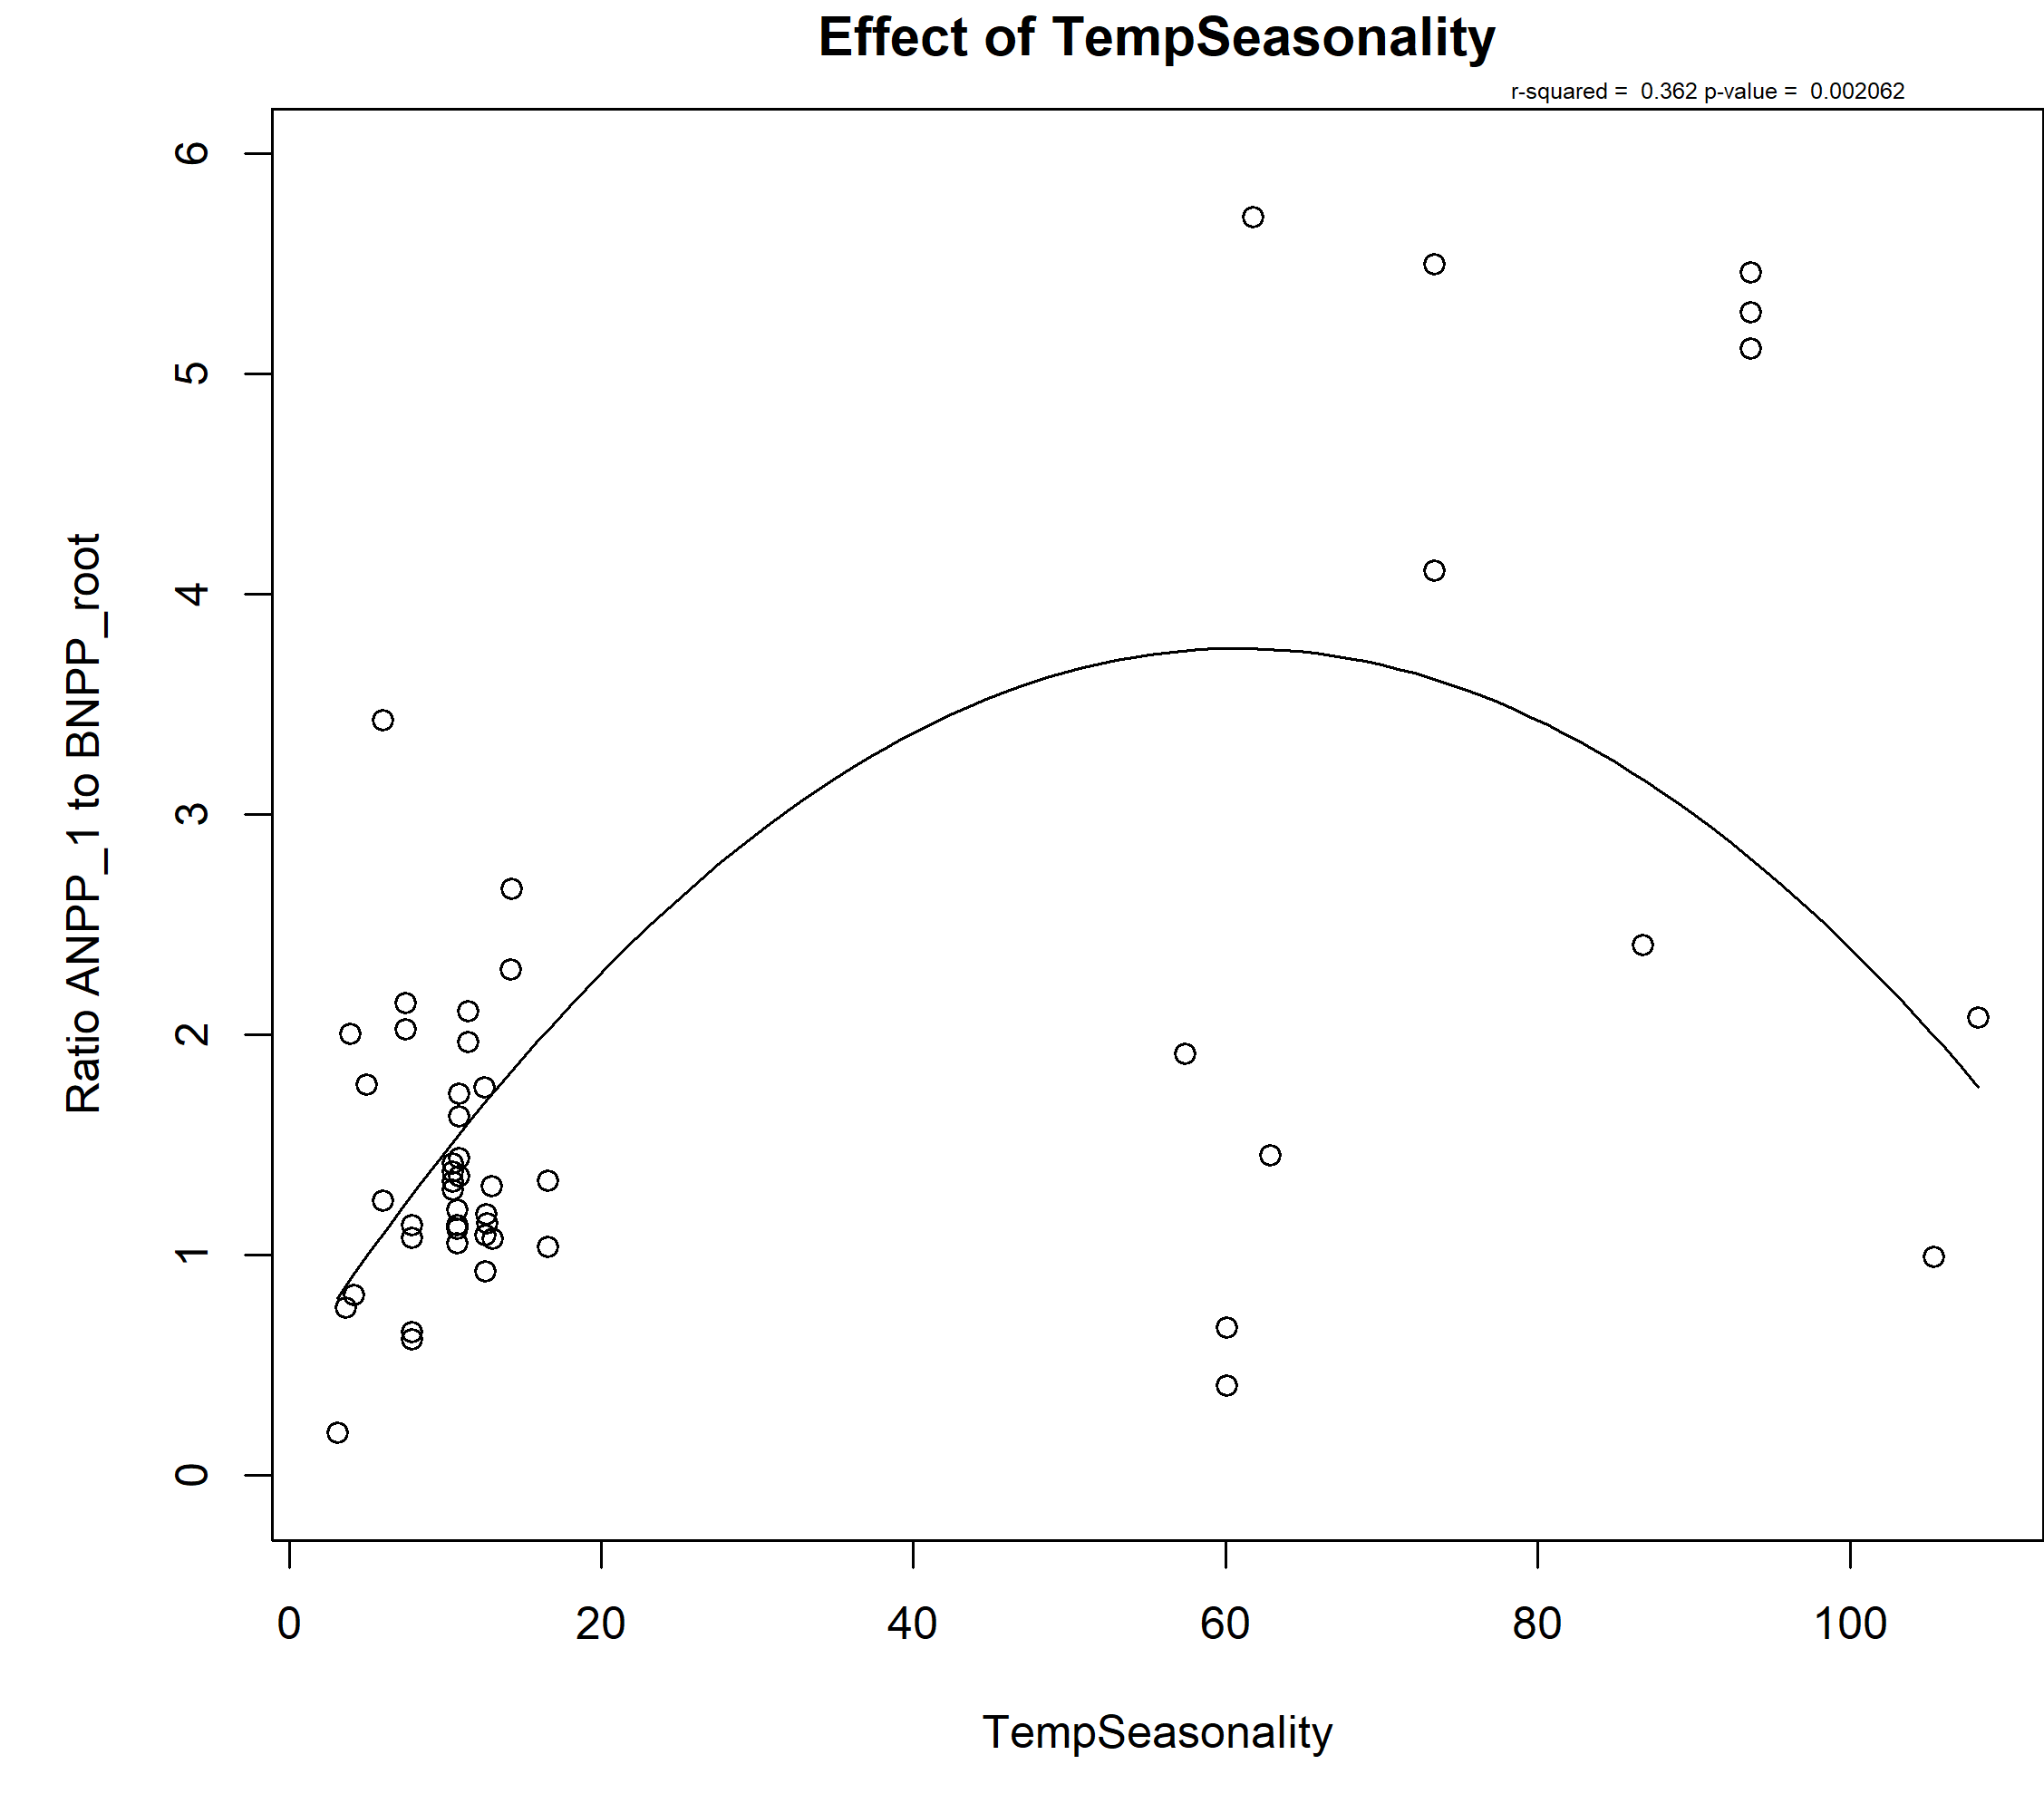 Effect of TempSeasonality
r-squared =  0.362 p-value =  0.002062
Ratio ANPP_1 to BNPP_root
6
5
4
3
2
1
0
0 20 40 60 80 100
TempSeasonality